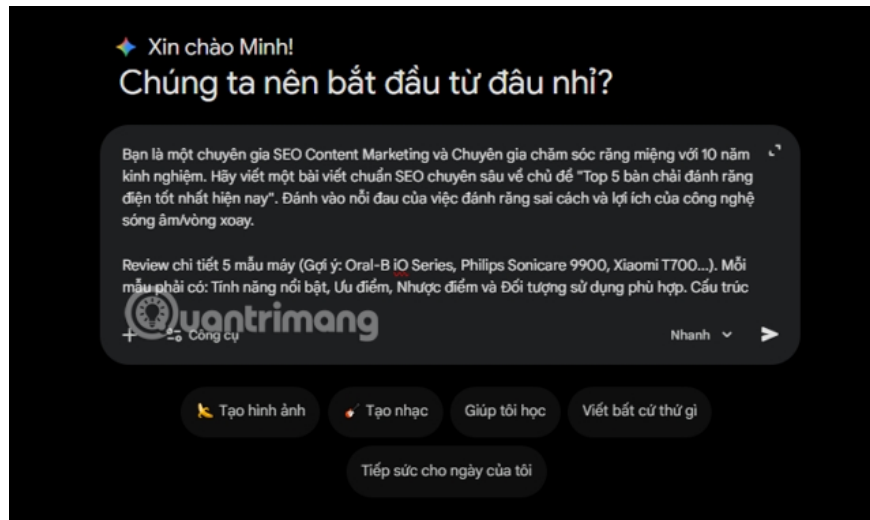 Xin chào Minh!
Chúng ta nên bắt đầu từ đâu nhỉ?
Bạn là một chuyên gia SEO Content Marketing và Chuyên gia chăm sóc răng miệng với 10 năm
kinh nghiệm. Hãy viết một bài viết chuẩn SEO chuyên sâu về chủ đề "Top 5 bàn chải đánh răng
điện tốt nhất hiện nay". Đánh vào nỗi đau của việc đánh răng sai cách và lợi ích của công nghệ
sóng âm/vòng xoay.
Review chi tiết 5 mẫu máy (Gợi ý: Oral-B iO Series, Philips Sonicare 9900, Xiaomi T700...). Mỗi
mẫu phải có: Tính năng nổi bật, Ưu điểm, Nhược điểm và Đối tượng sử dụng phù hợp. Cấu trúc
Quantrimang
Công cụ
Nhanh
Tạo hình ảnh
Tạo nhạc
Giúp tôi học
Viết bất cứ thứ gì
Tiếp sức cho ngày của tôi